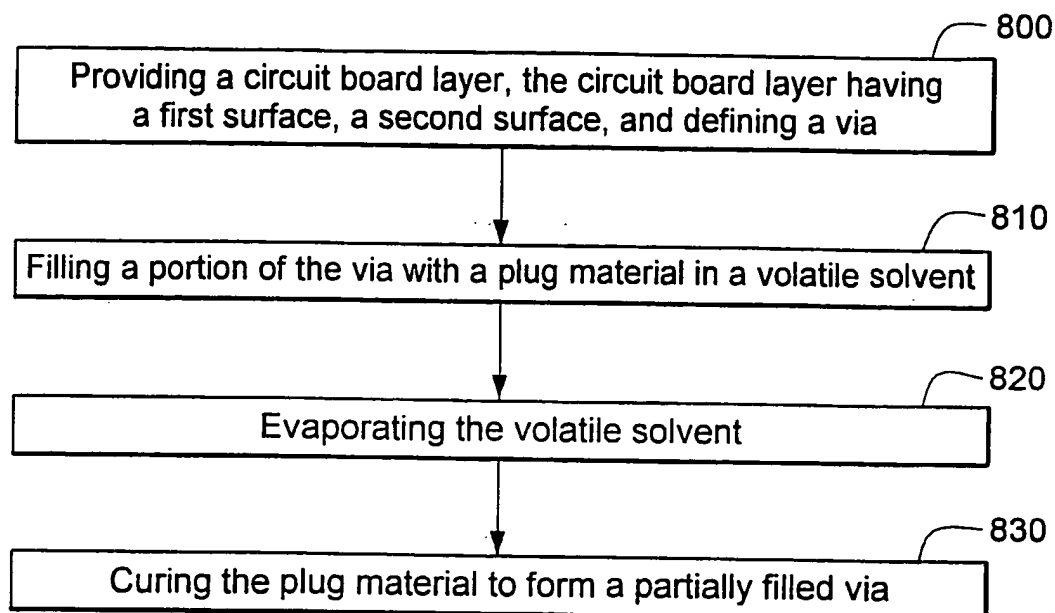 800
Providing a circuit board layer, the circuit board layer having
a first surface, a second surface, and defining a via
810
Filling a portion of the via with a plug material in a volatile solvent
820
Evaporating the volatile solvent
830
Curing the plug material to form a partially filled via